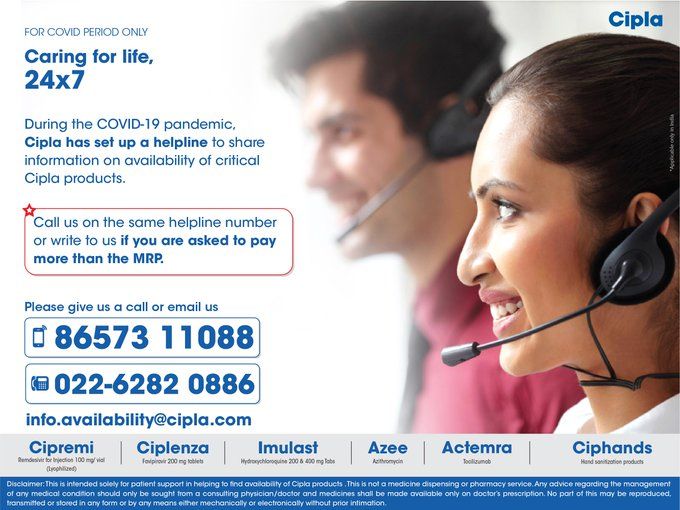 Cipla
FOR COVID PERIOD ONLY
Caring for life,
24x7
During the COVID-19 pandemic,
Cipla has set up a helpline to share
information on availability of critical
Cipla products.
Call us on the same helpline number
or write to us if you are asked to pay
more than the MRP.
Please give us a call or email us
86573 11088
022-6282 0886
info.availability@cipla.com
*Applicable only in India
Cipremi
Remdesivir for Injection 100 mg/ vial
(Lyophilized)
Ciplenza
Favipiravir 200 mg tablets
Imulast
Hydroxychloroquine 200 & 400 mg Tabs
Azee
Azithromycin
Actemra
Tocilizumab
Ciphands
Hand sanitization products
Disclaimer: This is intended solely for patient support in helping to find availability of Cipla products .This is not a medicine dispensing or pharmacy service. Any advice regarding the management
of any medical condition should only be sought from a consulting physician/doctor and medicines shall be made available only on doctor's prescription. No part of this may be reproduced,
transmitted or stored in any form or by any means either mechanically or electronically without prior intimation.